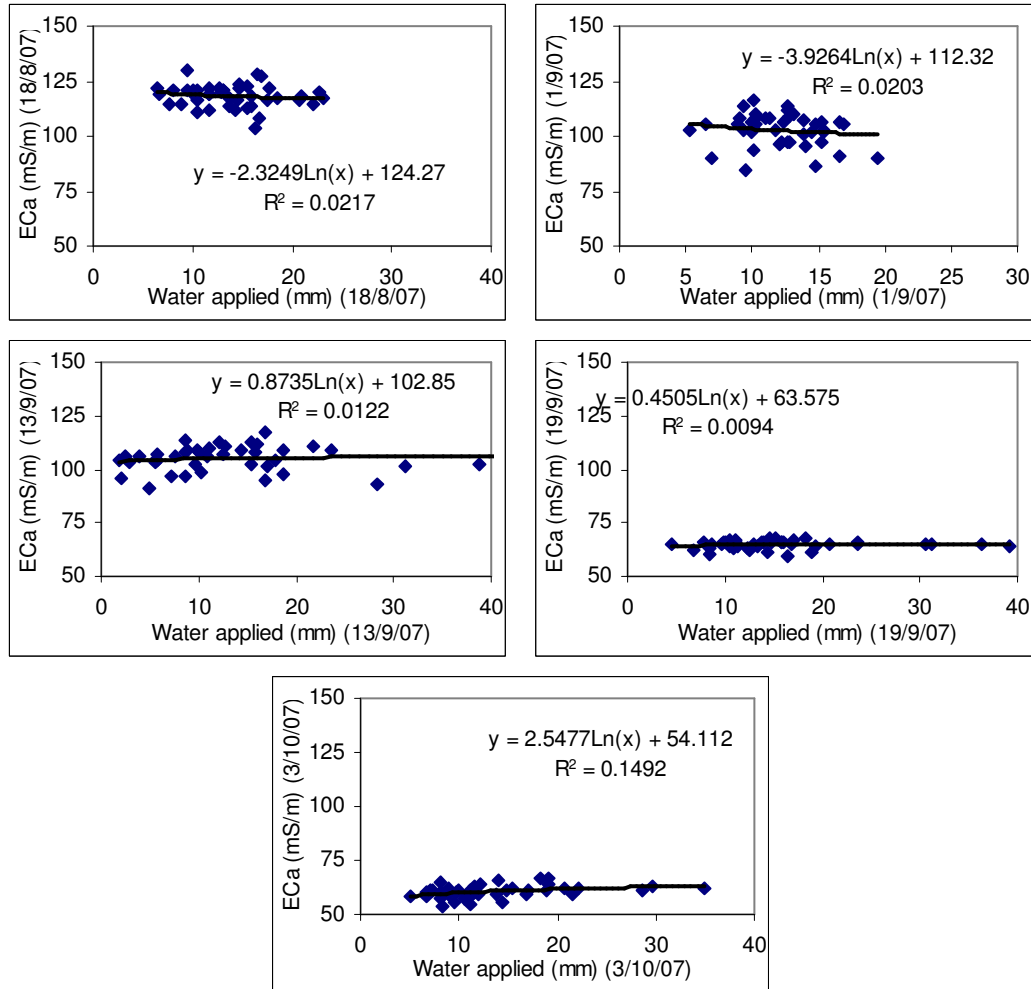 150
125
100
75
50
ECa (mS/m) (18/8/07)
y = -2.3249Ln(x) + 124.27
R² = 0.0217
0 10 20 30 40
Water applied (mm) (18/8/07)
150
125
100
75
50
ECa (mS/m) (1/9/07)
y = -3.9264Ln(x) + 112.32
R² = 0.0203
0 5 10 15 20 25 30
Water applied (mm) (1/9/07)
150
125
100
75
50
ECa (mS/m) (13/9/07)
y = 0.8735Ln(x) + 102.85
R² = 0.0122
0 10 20 30 40
Water applied (mm) (13/9/07)
150
125
100
75
50
ECa (mS/m) (19/9/07)
y = 0.4505Ln(x) + 63.575
R² = 0.0094
0 10 20 30 40
Water applied (mm) (19/9/07)
150
125
100
75
50
ECa (mS/m) (3/10/07)
y = 2.5477Ln(x) + 54.112
R² = 0.1492
0 10 20 30 40
Water applied (mm) (3/10/07)